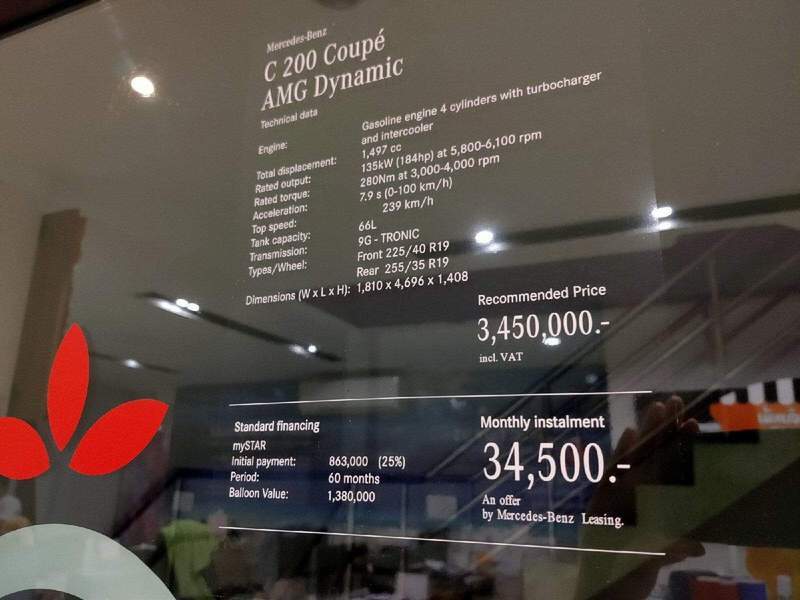 Mercedes-Benz
C 200 Coupé
AMG Dynamic
Technical data
Engine: Gasoline engine 4 cylinders with turbocharger
and intercooler
Total displacement: 1,497 cc
Rated output: 135kW (184hp) at 5,800-6,100 rpm
Rated torque: 280Nm at 3,000-4,000 rpm
Acceleration: 7.9 s (0-100 km/h)
Top speed: 239 km/h
Tank capacity: 66L
Transmission: 9G - TRONIC
Types/Wheel: Front 225/40 R19
Rear 255/35 R19
Dimensions (W x L x H): 1,810 x 4,696 x 1,408
Recommended Price
3,450,000.-
incl. VAT
Standard financing
mySTAR
Initial payment: 863,000 (25%)
Period: 60 months
Balloon Value: 1,380,000
Monthly instalment
34,500.-
An offer
by Mercedes-Benz Leasing.